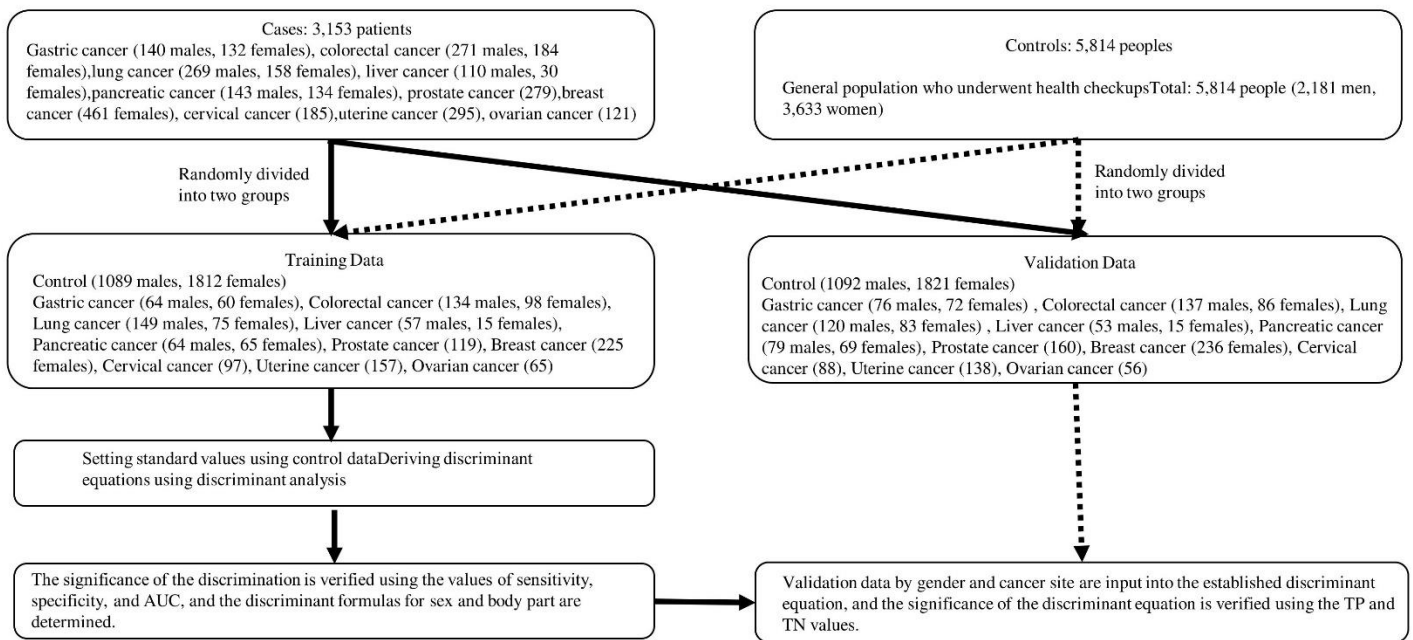 Cases: 3,153 patients
Gastric cancer (140 males, 132 females), colorectal cancer (271 males, 184
females),lung cancer (269 males, 158 females), liver cancer (110 males, 30
females),pancreatic cancer (143 males, 134 females), prostate cancer (279),breast
cancer (461 females), cervical cancer (185),uterine cancer (295), ovarian cancer (121)
Controls: 5,814 peoples
General population who underwent health checkupsTotal: 5,814 people (2,181 men,
3,633 women)
Randomly divided
into two groups
Randomly divided
into two groups
Training Data
Control (1089 males, 1812 females)
Gastric cancer (64 males, 60 females), Colorectal cancer (134 males, 98 females),
Lung cancer (149 males, 75 females), Liver cancer (57 males, 15 females),
Pancreatic cancer (64 males, 65 females), Prostate cancer (119), Breast cancer (225
females), Cervical cancer (97), Uterine cancer (157), Ovarian cancer (65)
Validation Data
Control (1092 males, 1821 females)
Gastric cancer (76 males, 72 females) , Colorectal cancer (137 males, 86 females), Lung
cancer (120 males, 83 females) , Liver cancer (53 males, 15 females), Pancreatic cancer
(79 males, 69 females), Prostate cancer (160), Breast cancer (236 females), Cervical
cancer (88), Uterine cancer (138), Ovarian cancer (56)
Setting standard values using control dataDeriving discriminant
equations using discriminant analysis
The significance of the discrimination is verified using the values of sensitivity,
specificity, and AUC, and the discriminant formulas for sex and body part are
determined.
Validation data by gender and cancer site are input into the established discriminant
equation, and the significance of the discriminant equation is verified using the TP and
TN values.